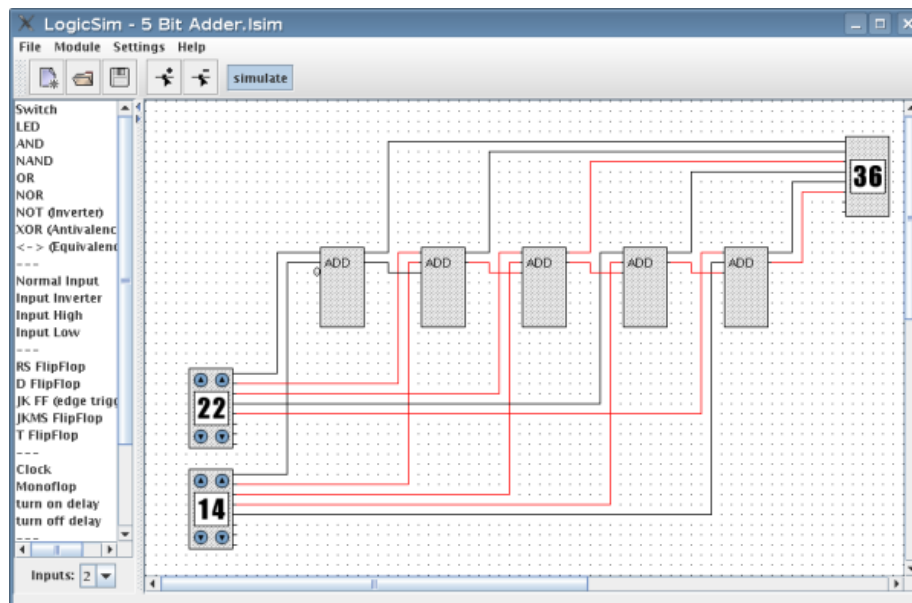 LogicSim - 5 Bit Adder.lsim
File Module Settings Help
simulate
Switch
LED
AND
NAND
OR
NOR
NOT (Inverter)
XOR (Antivalenc
<-> (Equivalenc
---
Normal Input
Input Inverter
Input High
Input Low
---
RS FlipFlop
D FlipFlop
JK FF (edge trigg
JKMS FlipFlop
T FlipFlop
---
Clock
Monoflop
turn on delay
turn off delay
---
Inputs: 2
36
ADD ADD ADD ADD ADD
22
14